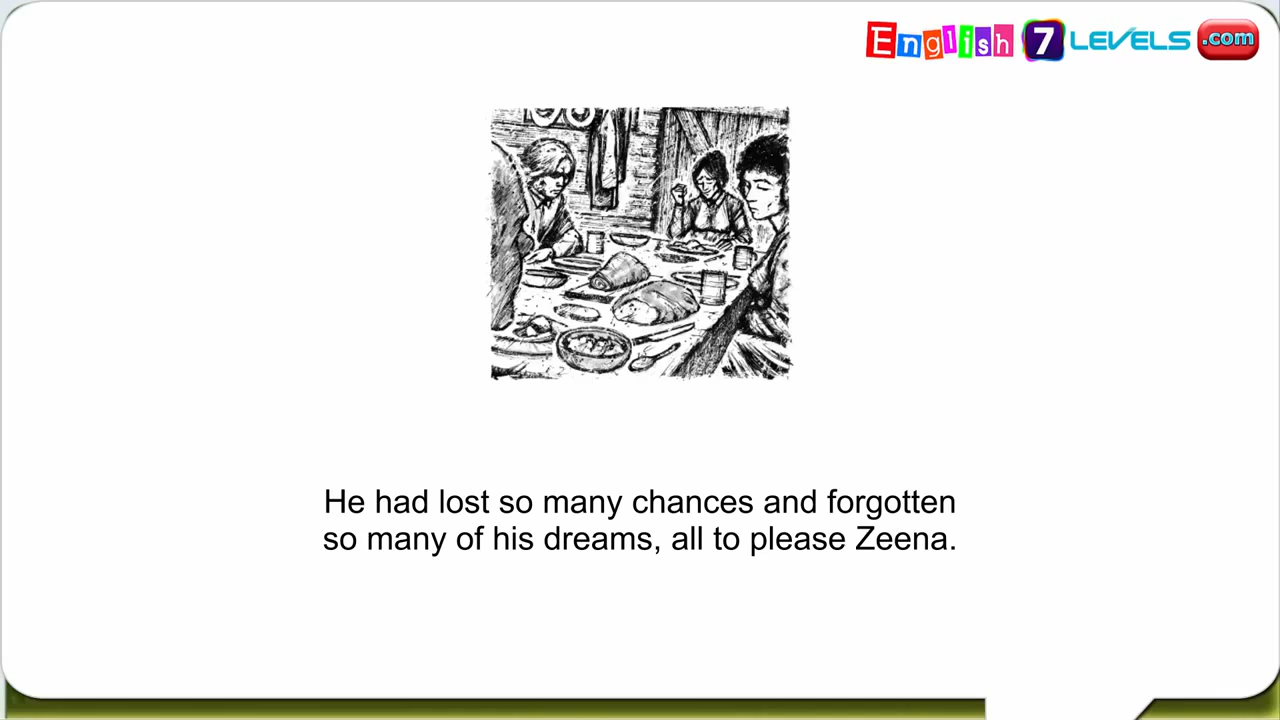 English 7 LEVELS .com
He had lost so many chances and forgotten
so many of his dreams, all to please Zeena.